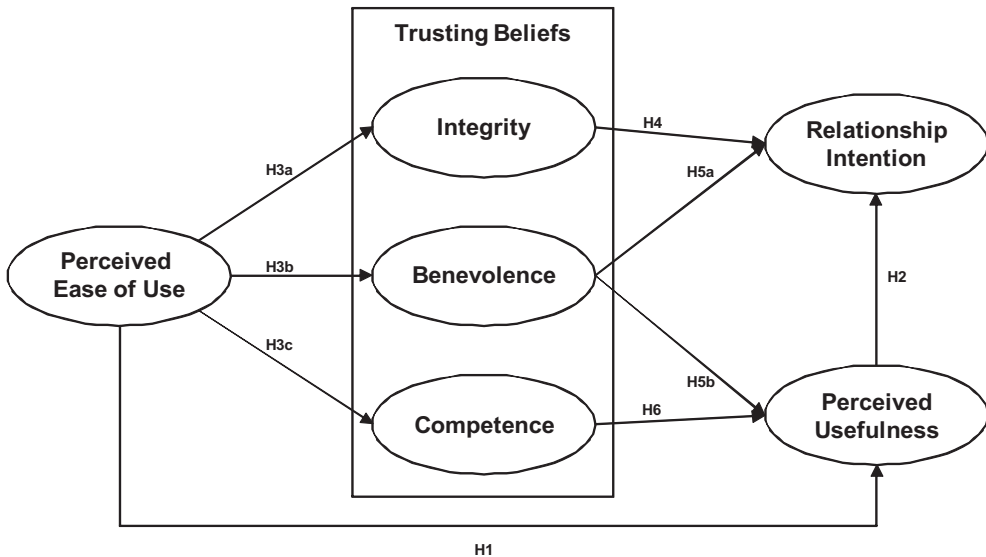 Trusting Beliefs
Integrity
H4
Relationship
Intention
H3a
H5a
Perceived
Ease of Use
H3b
Benevolence
H2
H3c
H5b
Competence
H6
Perceived
Usefulness
H1